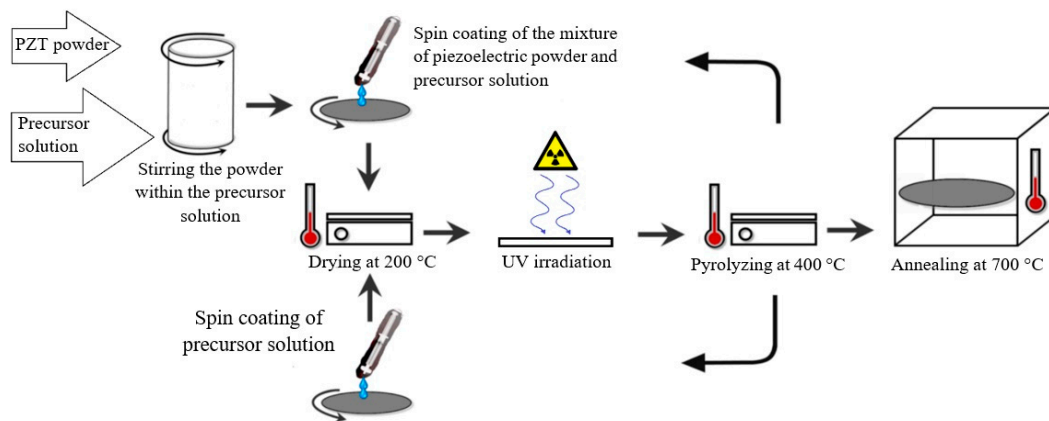 PZT powder
Precursor
solution
Stirring the powder
within the precursor
solution
Spin coating of the mixture
of piezoelectric powder and
precursor solution
Drying at 200 °C
UV irradiation
Pyrolyzing at 400 °C
Annealing at 700 °C
Spin coating of
precursor solution